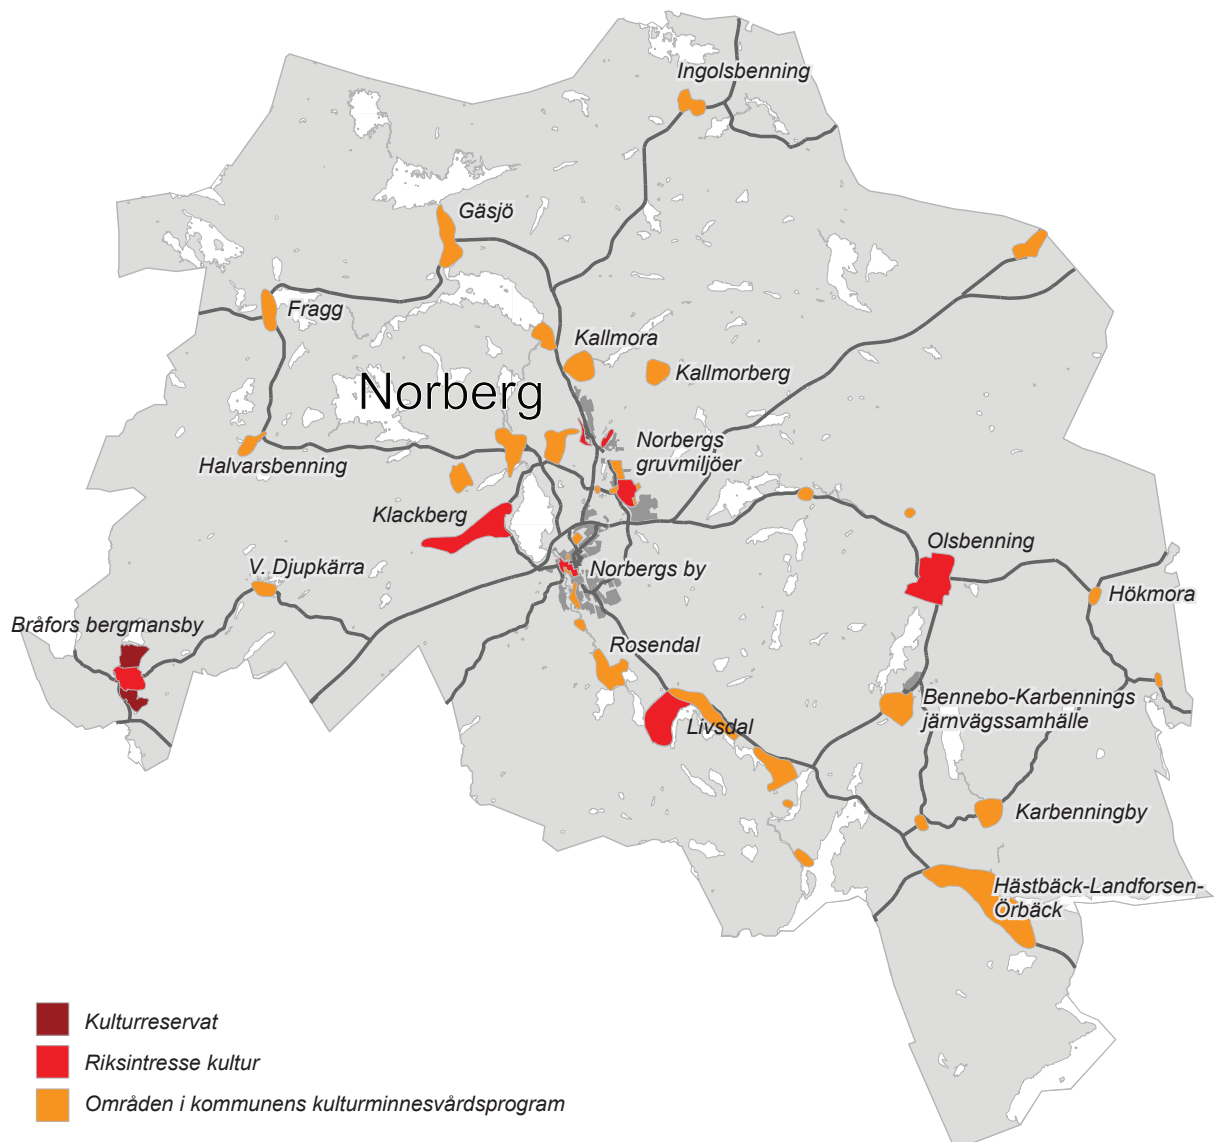 Ingolsbenning
Gäsjö
Fragg
Kallmora
Kallmorberg
Norberg
Norbergs
gruvmiljöer
Halvarsbenning
Klackberg
Olsbenning
V. Djupkärra
Norbergs by
Hökmora
Bråfors bergmansby
Rosendal
Bennebo-Karbennings
järnvägssamhälle
Livsdal
Karbenningby
Hästbäck-Landforsen-
Örbäck
Kulturreservat
Riksintresse kultur
Områden i kommunens kulturminnesvårdsprogram